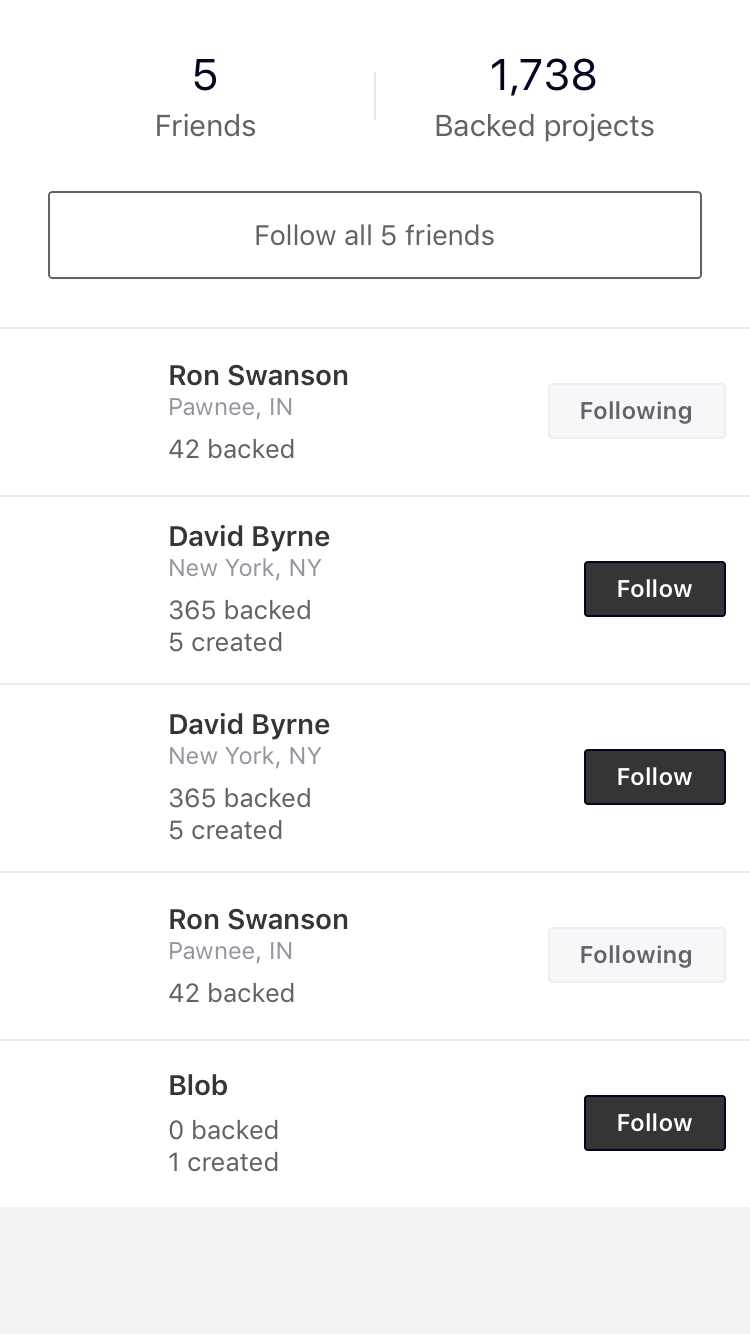 5
Friends
1,738
Backed projects
Follow all 5 friends
Ron Swanson
Pawnee, IN
42 backed
Following
David Byrne
New York, NY
365 backed
5 created
Follow
David Byrne
New York, NY
365 backed
5 created
Follow
Ron Swanson
Pawnee, IN
42 backed
Following
Blob
0 backed
1 created
Follow